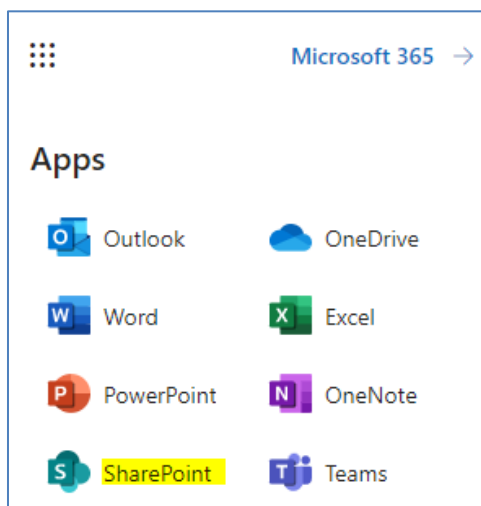 Microsoft 365 →
Apps
Outlook OneDrive
Word Excel
PowerPoint OneNote
SharePoint Teams